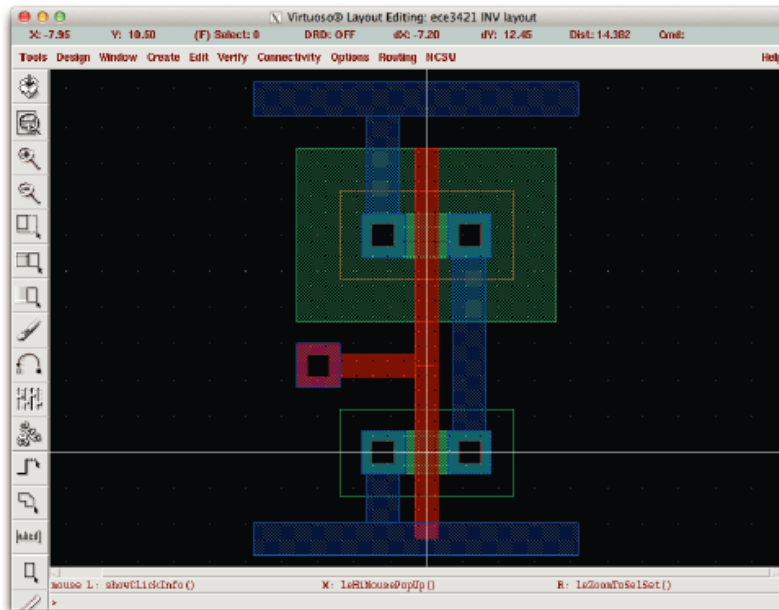 Virtuoso® Layout Editing: ece3421 INV layout
X: -7.95 Y: 10.50 (F) Select: 0 DRD: OFF dX: -7.20 dY: 12.45 Dist: 14.382 Cmd:
Tools Design Window Create Edit Verify Connectivity Options Routing NCSU Help
[abcd]
mouse L: showClickInfo() M: leHiMousePopUp() R: leZoomToSelSet()
>